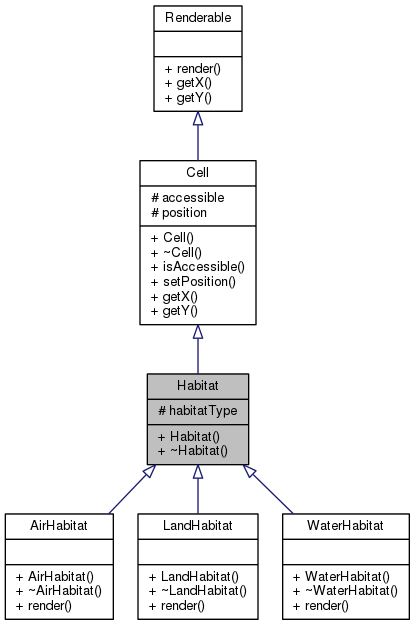 Renderable
+ render()
+ getX()
+ getY()
Cell
# accessible
# position
+ Cell()
+ ~Cell()
+ isAccessible()
+ setPosition()
+ getX()
+ getY()
Habitat
# habitatType
+ Habitat()
+ ~Habitat()
AirHabitat
+ AirHabitat()
+ ~AirHabitat()
+ render()
LandHabitat
+ LandHabitat()
+ ~LandHabitat()
+ render()
WaterHabitat
+ WaterHabitat()
+ ~WaterHabitat()
+ render()